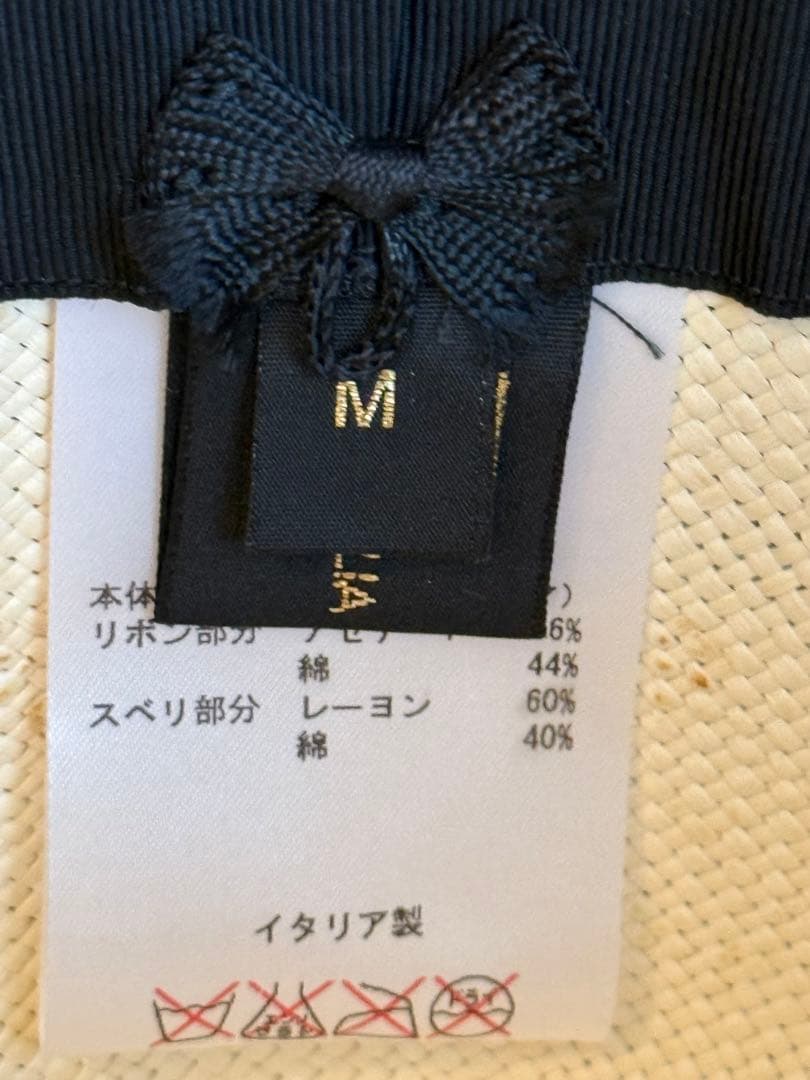 M
本体
リボン部分
綿 44%
スベリ部分 レーヨン 60%
綿 40%
イタリア製
ドライ